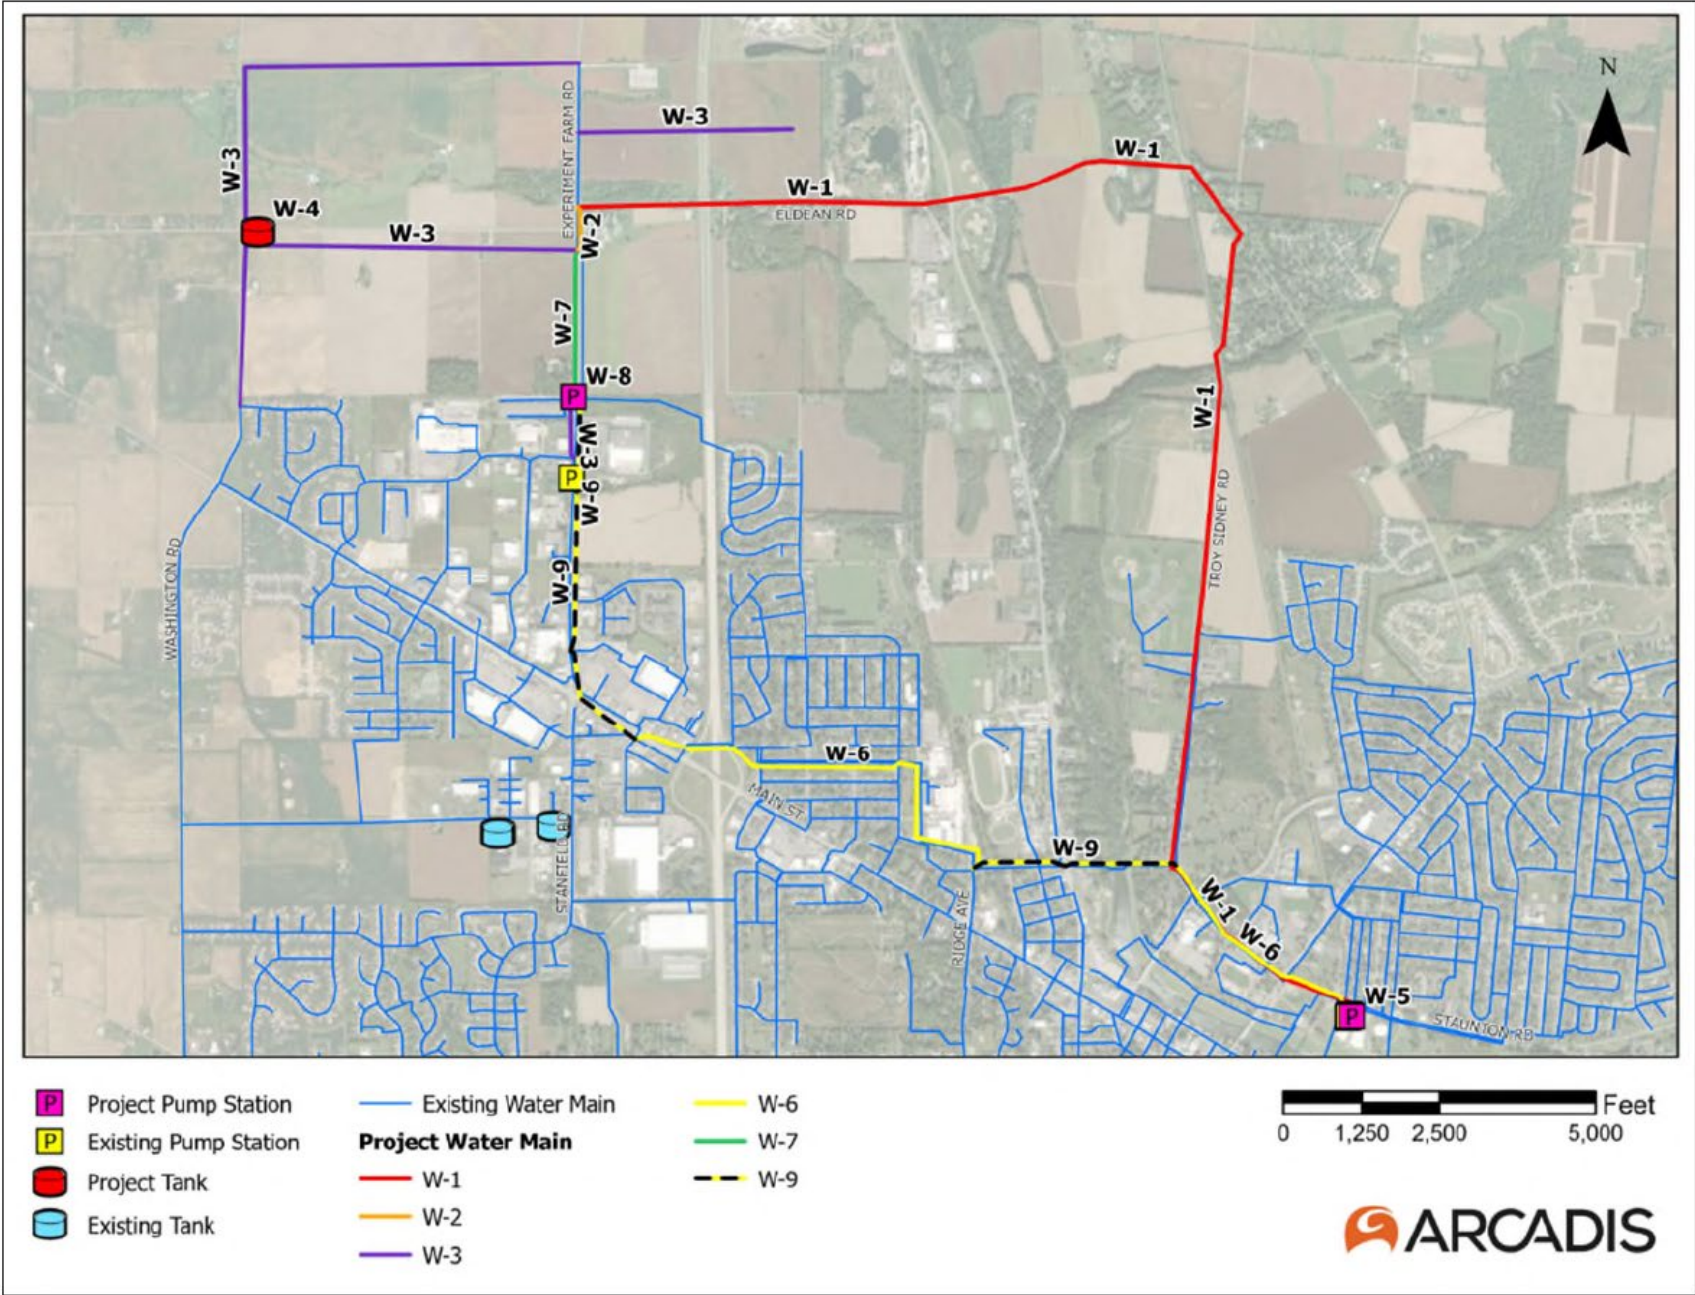 N
W-3
W-3
EXPERIMENT FARM RD
W-1
W-1
ELDEAN RD
W-4
W-3
W-2
W-7
W-8
W-1
W-3
W-6
W-9
TROY SIDNEY RD
WASHINGTON RD
W-6
MAIN ST
STANFIELD RD
W-9
RIDGE AVE
W-1
W-6
W-5
STAUNTON RD
P
P
P
P Project Pump Station
P Existing Pump Station
Project Tank
Existing Tank
Existing Water Main
Project Water Main
W-1
W-2
W-3
W-6
W-7
W-9
Feet
0 1,250 2,500 5,000
ARCADIS